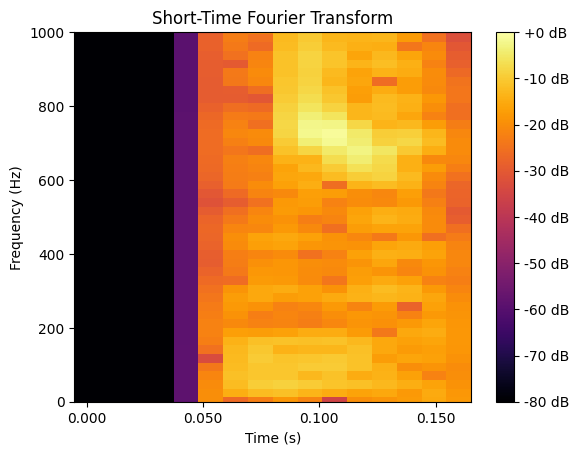 Short-Time Fourier Transform
1000
800
600
400
200
0
Frequency (Hz)
0.000
0.050
0.100
0.150
Time (s)
+0 dB
-10 dB
-20 dB
-30 dB
-40 dB
-50 dB
-60 dB
-70 dB
-80 dB